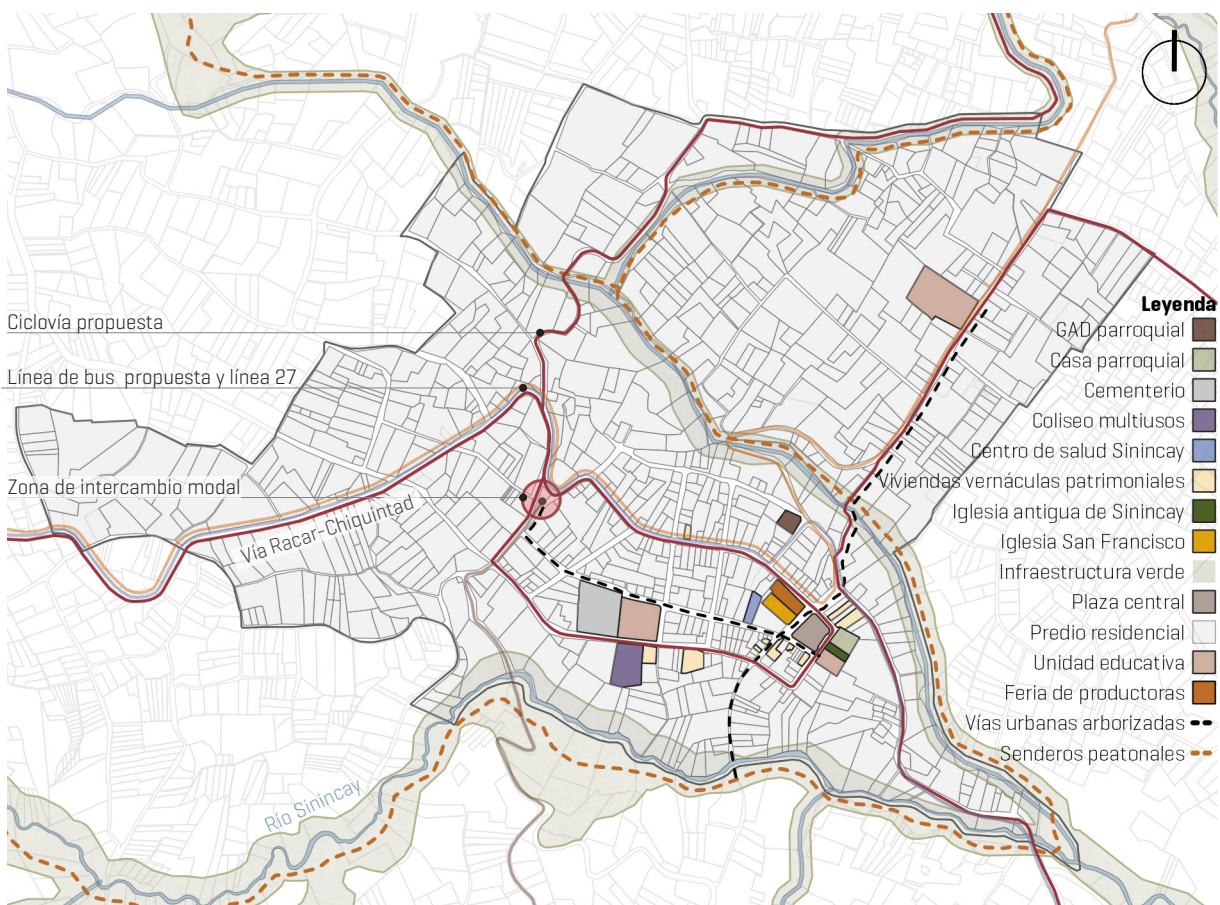 Ciclovía propuesta
Línea de bus propuesta y línea 27
Zona de intercambio modal
Vía Racar-Chiquintad
Río Sinincay
Leyenda
GAD parroquial
Casa parroquial
Cementerio
Coliseo multiusos
Centro de salud Sinincay
Viviendas vernáculas patrimoniales
Iglesia antigua de Sinincay
Iglesia San Francisco
Infraestructura verde
Plaza central
Predio residencial
Unidad educativa
Feria de productoras
Vías urbanas arborizadas
Senderos peatonales